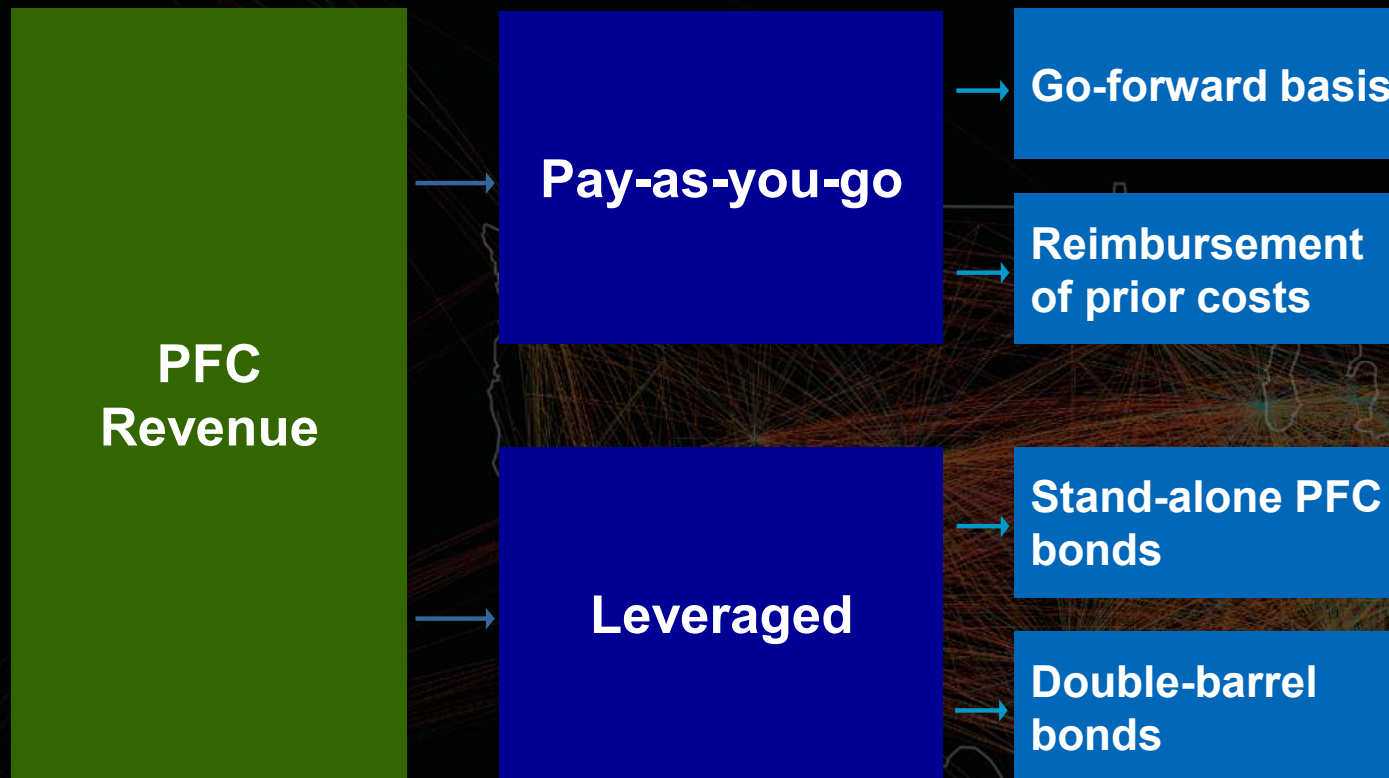 PFC
Revenue
Pay-as-you-go
Leveraged
Go-forward basis
Reimbursement
of prior costs
Stand-alone PFC
bonds
Double-barrel
bonds